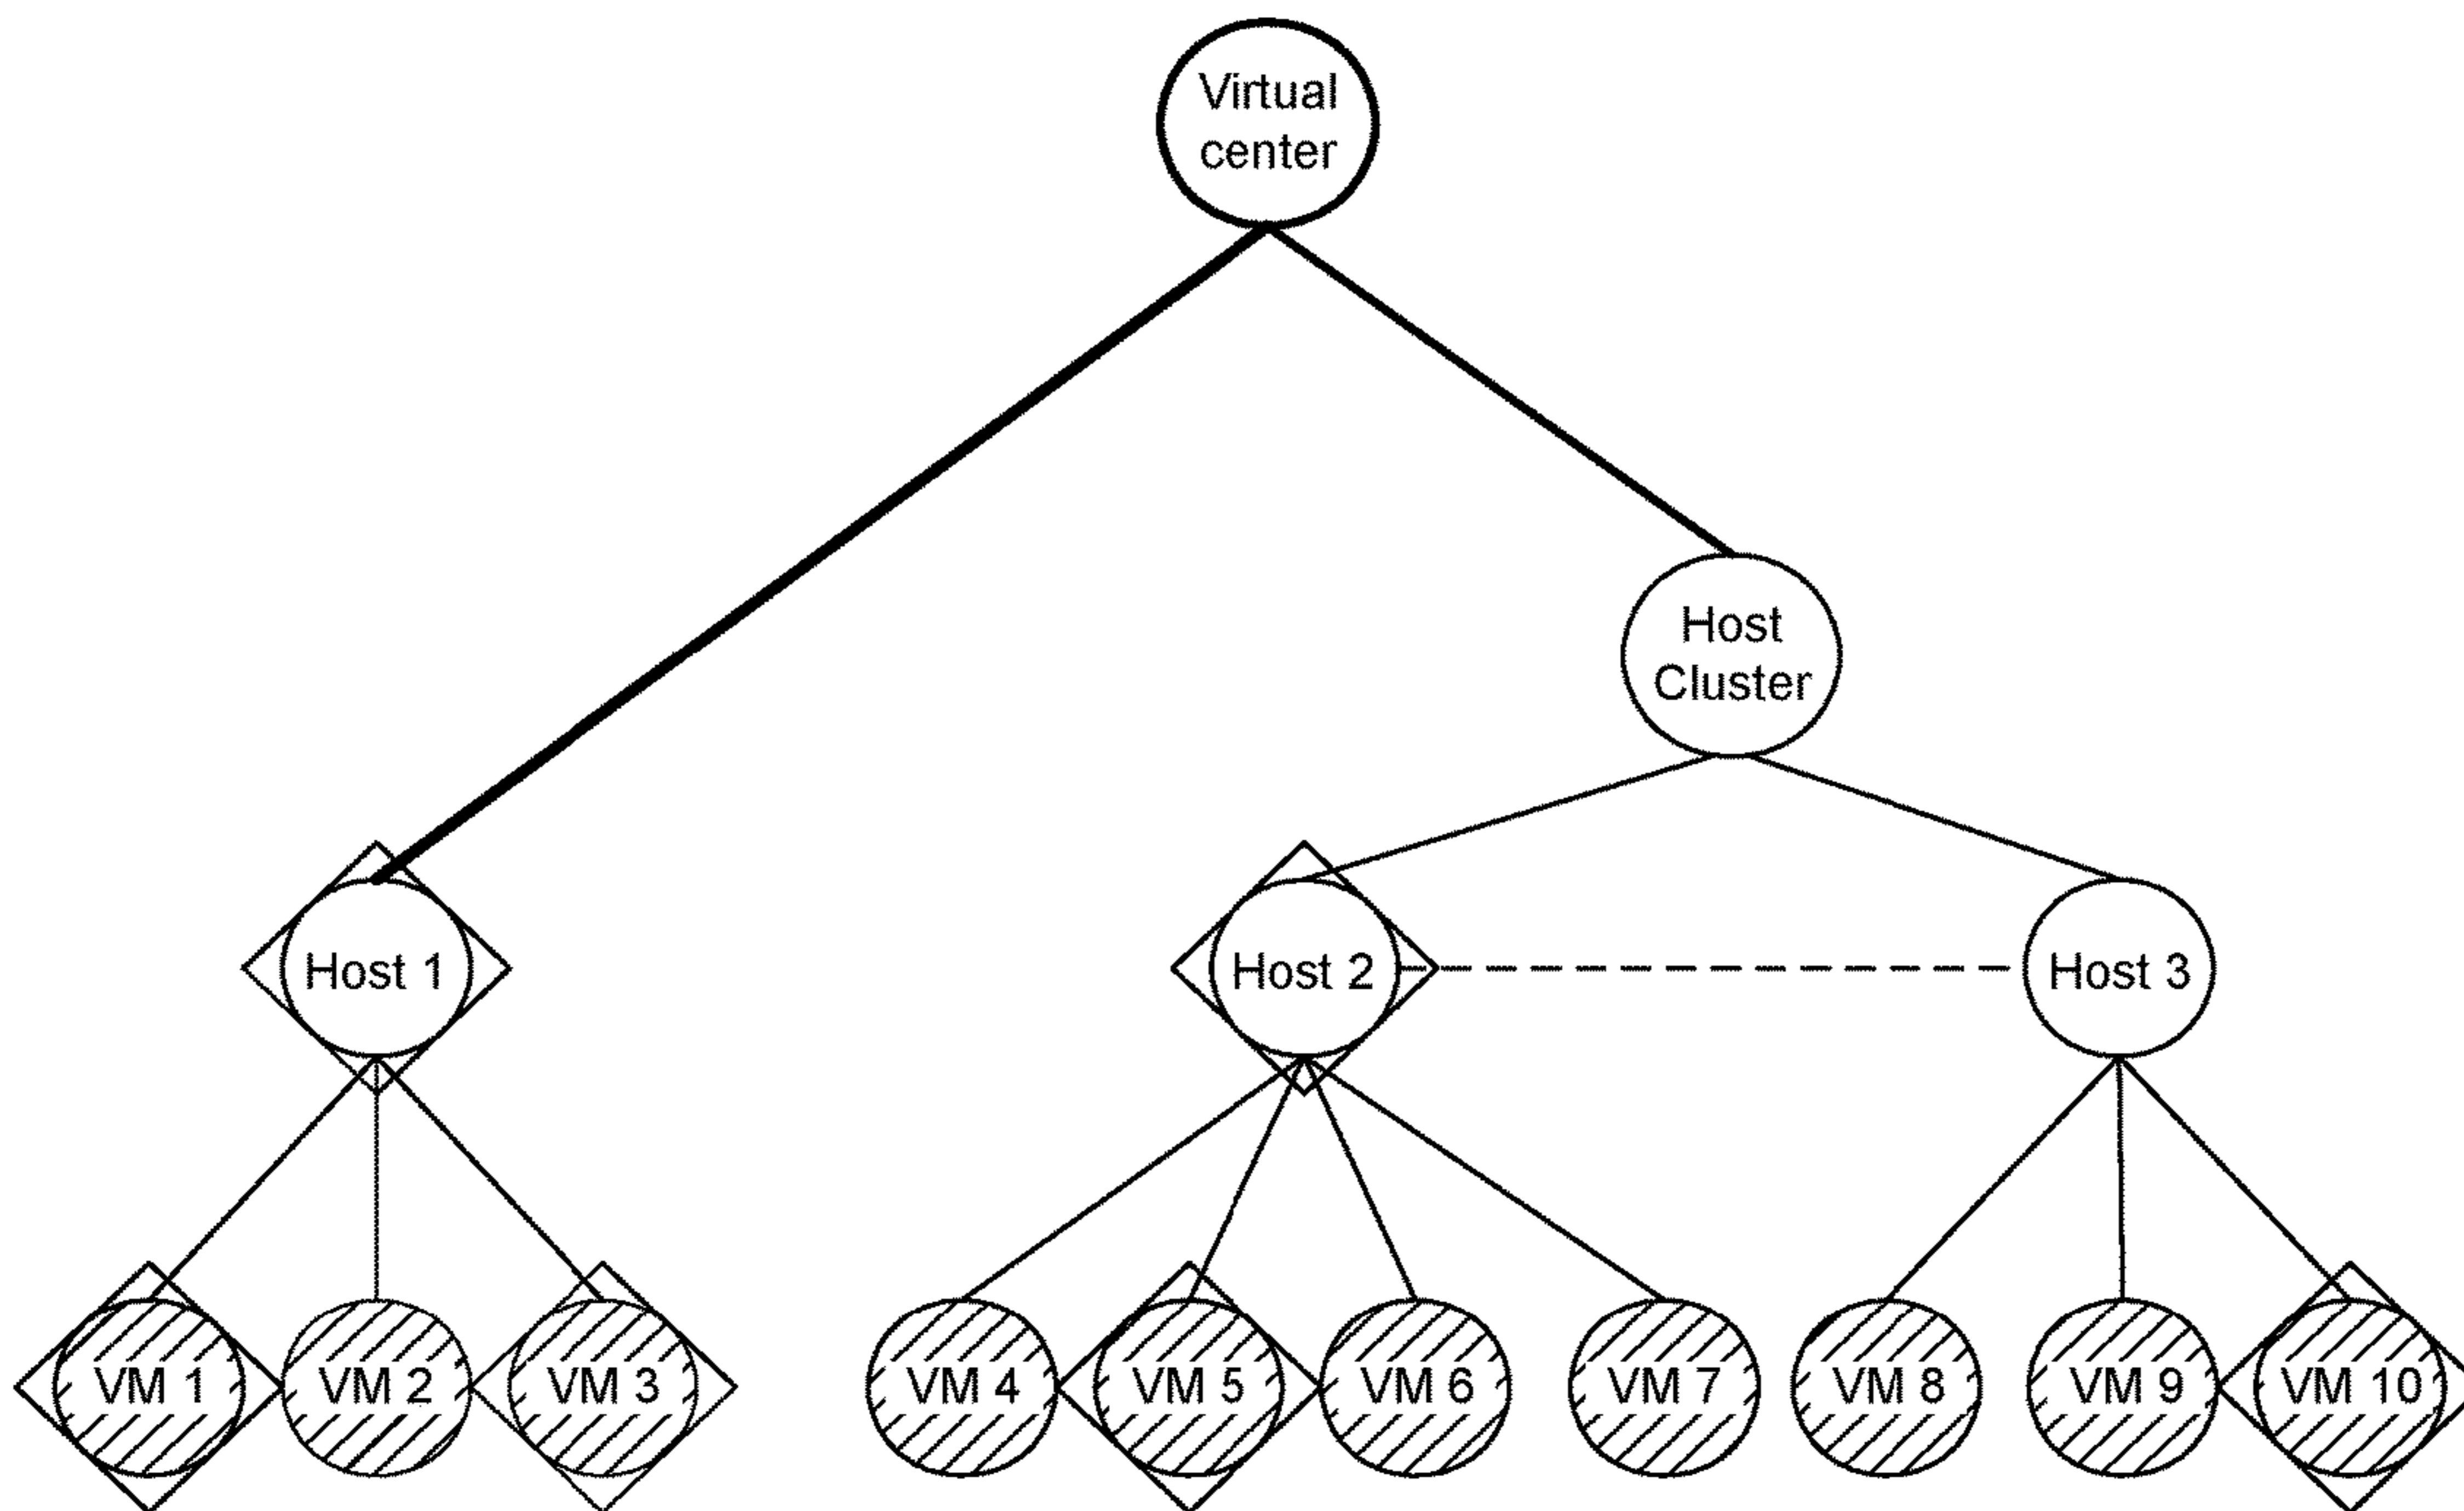 Virtual
center
Host
Cluster
Host 1
Host 2
Host 3
VM 1
VM 2
VM 3
VM 4
VM 5
VM 6
VM 7
VM 8
VM 9
VM 10